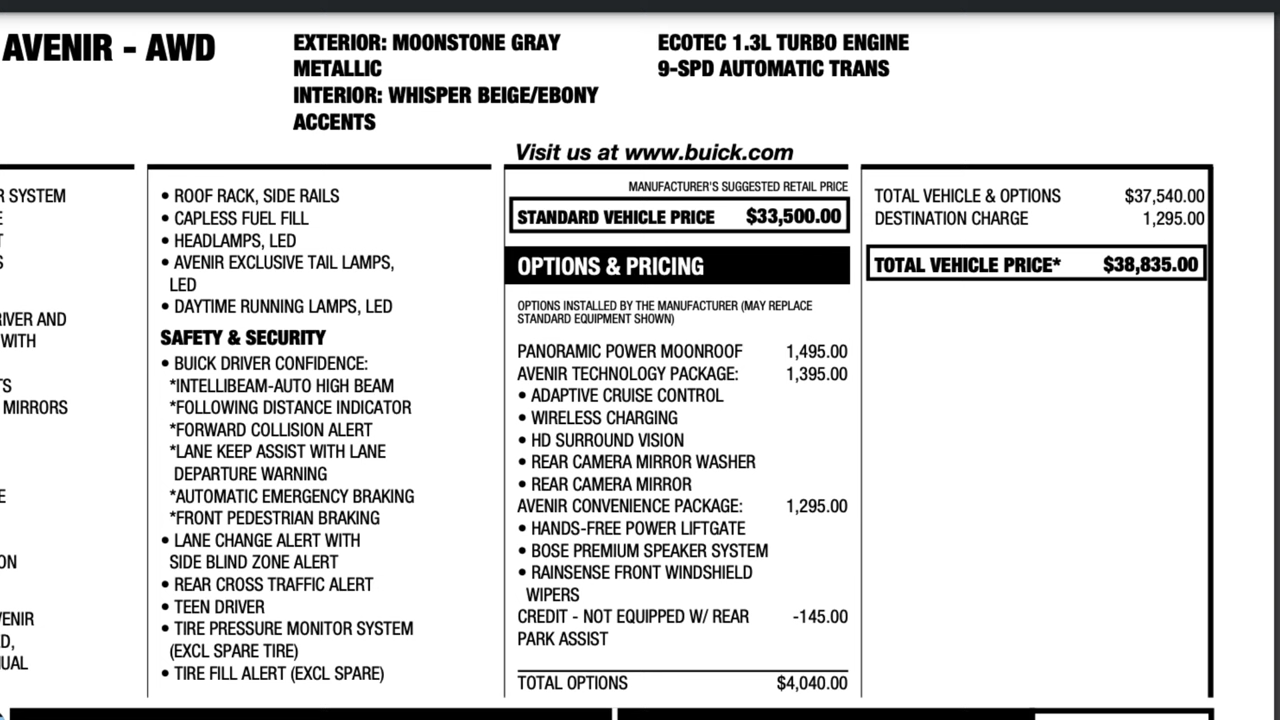 AVENIR - AWD
EXTERIOR: MOONSTONE GRAY
METALLIC
INTERIOR: WHISPER BEIGE/EBONY
ACCENTS
ECOTEC 1.3L TURBO ENGINE
9-SPD AUTOMATIC TRANS
Visit us at www.buick.com
R SYSTEM
RIVER AND
WITH
MIRRORS
ON
VENIR
D,
UAL
• ROOF RACK, SIDE RAILS
• CAPLESS FUEL FILL
• HEADLAMPS, LED
• AVENIR EXCLUSIVE TAIL LAMPS,
LED
• DAYTIME RUNNING LAMPS, LED
SAFETY & SECURITY
• BUICK DRIVER CONFIDENCE:
*INTELLIBEAM-AUTO HIGH BEAM
*FOLLOWING DISTANCE INDICATOR
*FORWARD COLLISION ALERT
*LANE KEEP ASSIST WITH LANE
DEPARTURE WARNING
*AUTOMATIC EMERGENCY BRAKING
*FRONT PEDESTRIAN BRAKING
• LANE CHANGE ALERT WITH
SIDE BLIND ZONE ALERT
• REAR CROSS TRAFFIC ALERT
• TEEN DRIVER
• TIRE PRESSURE MONITOR SYSTEM
(EXCL SPARE TIRE)
• TIRE FILL ALERT (EXCL SPARE)
MANUFACTURER'S SUGGESTED RETAIL PRICE
STANDARD VEHICLE PRICE $33,500.00
OPTIONS & PRICING
OPTIONS INSTALLED BY THE MANUFACTURER (MAY REPLACE
STANDARD EQUIPMENT SHOWN)
PANORAMIC POWER MOONROOF 1,495.00
AVENIR TECHNOLOGY PACKAGE: 1,395.00
• ADAPTIVE CRUISE CONTROL
• WIRELESS CHARGING
• HD SURROUND VISION
• REAR CAMERA MIRROR WASHER
• REAR CAMERA MIRROR
AVENIR CONVENIENCE PACKAGE: 1,295.00
• HANDS-FREE POWER LIFTGATE
• BOSE PREMIUM SPEAKER SYSTEM
• RAINSENSE FRONT WINDSHIELD
WIPERS
CREDIT - NOT EQUIPPED W/ REAR -145.00
PARK ASSIST
TOTAL OPTIONS $4,040.00
TOTAL VEHICLE & OPTIONS $37,540.00
DESTINATION CHARGE 1,295.00
TOTAL VEHICLE PRICE* $38,835.00